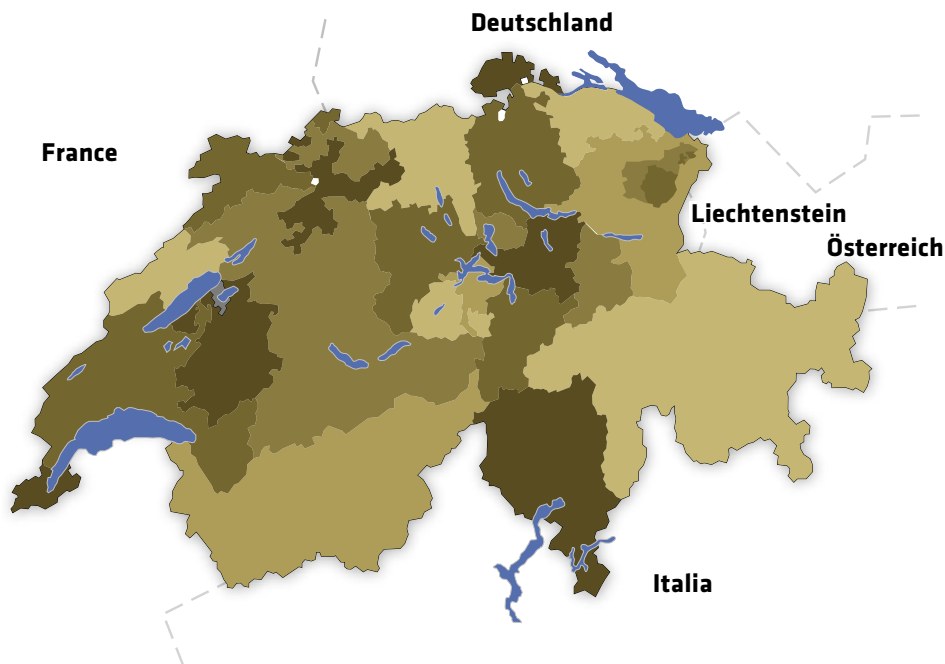 Deutschland
France
Liechtenstein
Österreich
Italia